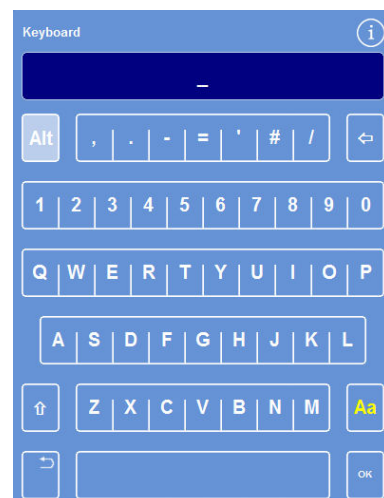 Keyboard i
_
Alt , . - = ' # /
1 2 3 4 5 6 7 8 9 0
Q W E R T Y U I O P
A S D F G H J K L
Z X C V B N M Aa
OK